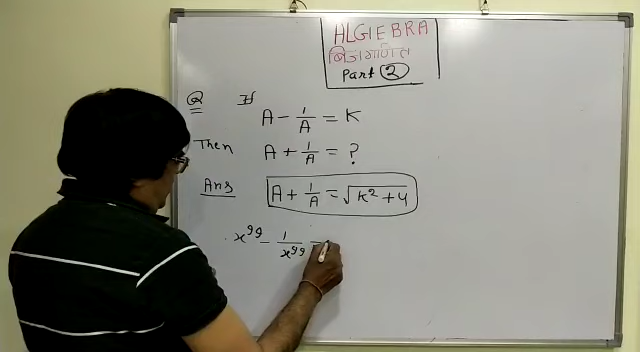 ALGIEBRA
बिजगणित
Part 2
Q If
A - 1/A = K
Then A + 1/A = ?
Ans A + 1/A = √K² + 4
x⁹⁹ - 1/x⁹⁹ =